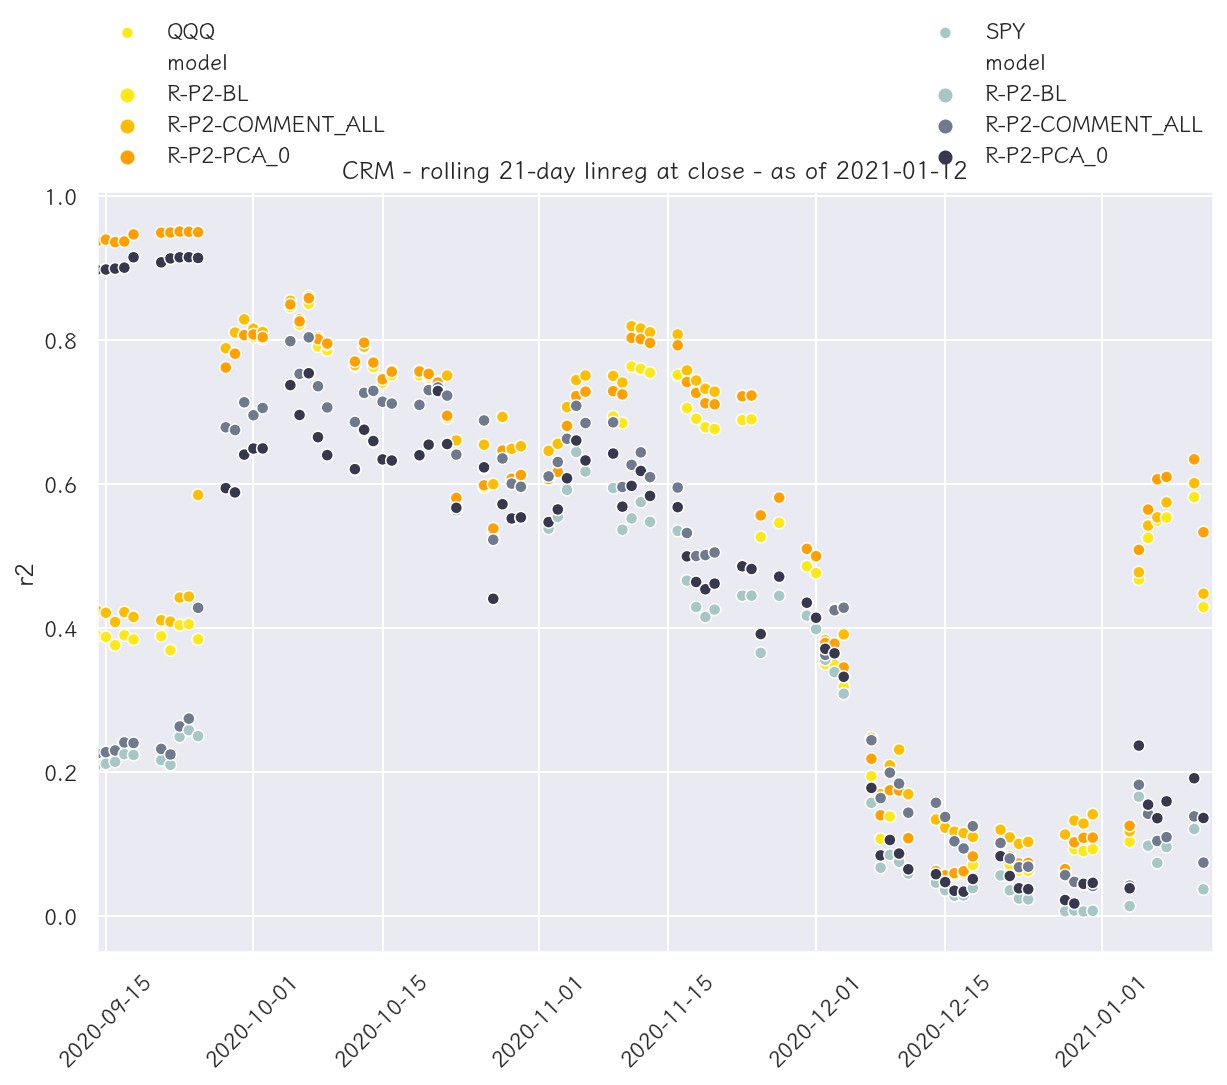 QQQ
model
R-P2-BL
R-P2-COMMENT_ALL
R-P2-PCA_0
SPY
model
R-P2-BL
R-P2-COMMENT_ALL
R-P2-PCA_0
CRM - rolling 21-day linreg at close - as of 2021-01-12
1.0
0.8
0.6
0.4
0.2
0.0
r2
2020-09-15
2020-10-01
2020-10-15
2020-11-01
2020-11-15
2020-12-01
2020-12-15
2021-01-01